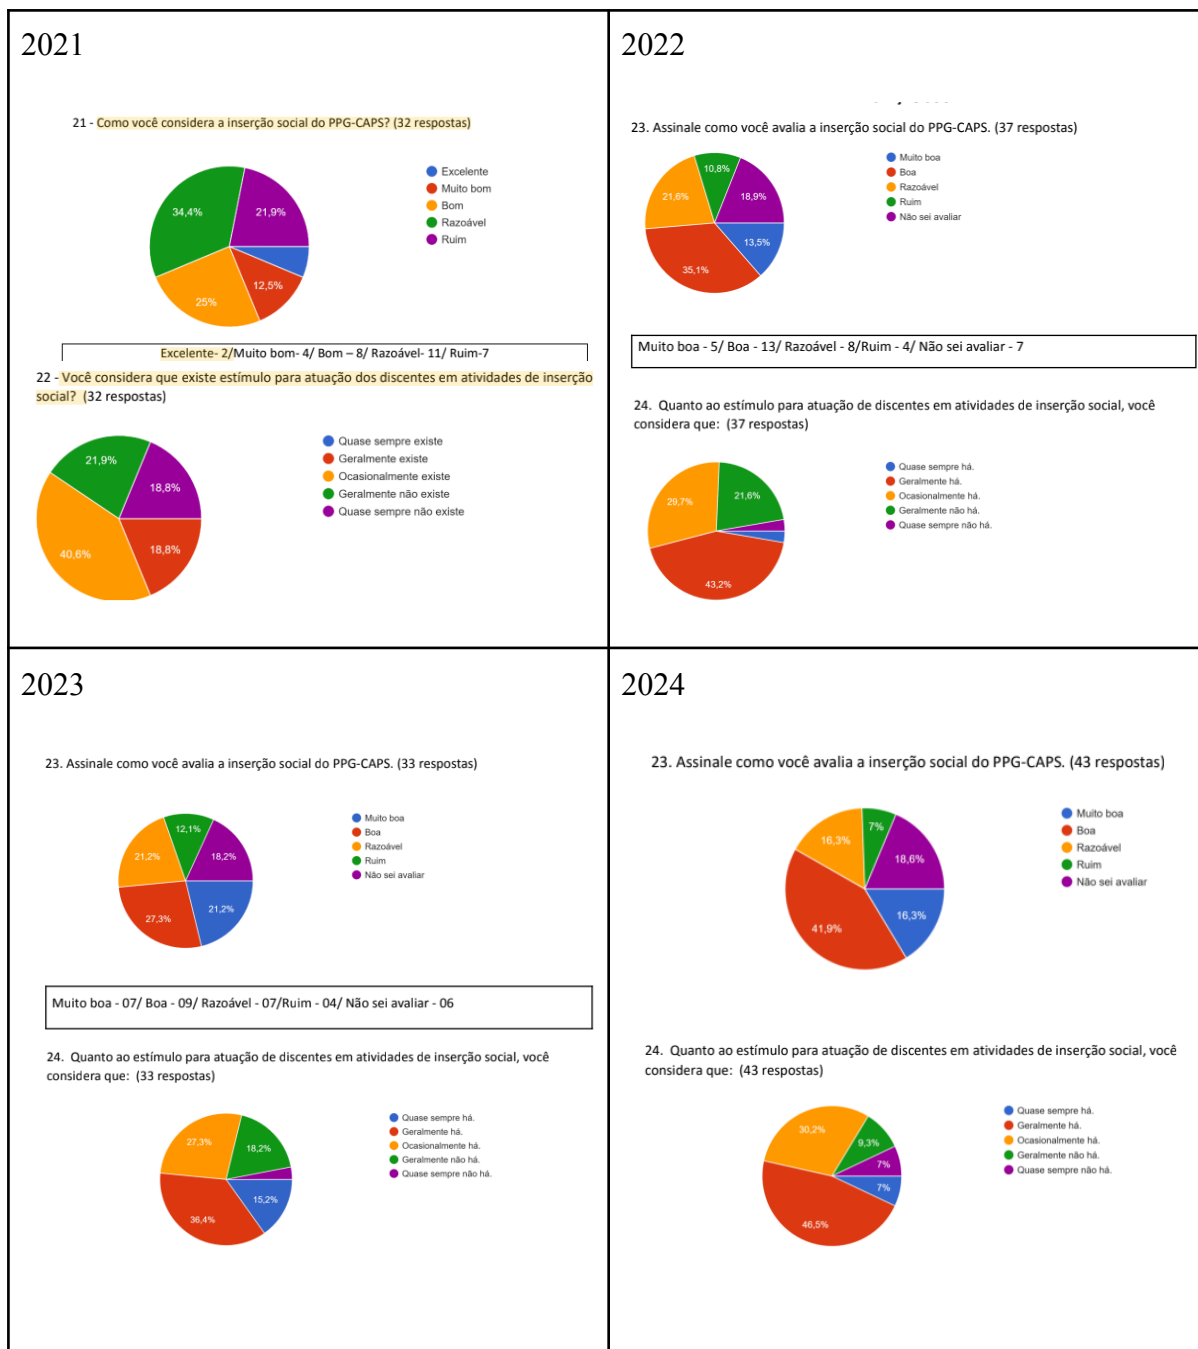 2021
21 - Como você considera a inserção social do PPG-CAPS? (32 respostas)
34,4%
21,9%
12,5%
25%
Excelente
Muito bom
Bom
Razoável
Ruim
Excelente- 2/Muito bom- 4/ Bom – 8/ Razoável- 11/ Ruim-7
22 - Você considera que existe estímulo para atuação dos discentes em atividades de inserção
social? (32 respostas)
21,9%
18,8%
40,6%
18,8%
Quase sempre existe
Geralmente existe
Ocasionalmente existe
Geralmente não existe
Quase sempre não existe
2022
23. Assinale como você avalia a inserção social do PPG-CAPS. (37 respostas)
10,8%
21,6%
18,9%
13,5%
35,1%
Muito boa
Boa
Razoável
Ruim
Não sei avaliar
Muito boa - 5/ Boa - 13/ Razoável - 8/Ruim - 4/ Não sei avaliar - 7
24. Quanto ao estímulo para atuação de discentes em atividades de inserção social, você
considera que: (37 respostas)
29,7%
21,6%
43,2%
Quase sempre há.
Geralmente há.
Ocasionalmente há.
Geralmente não há.
Quase sempre não há.
2023
23. Assinale como você avalia a inserção social do PPG-CAPS. (33 respostas)
12,1%
21,2%
18,2%
27,3%
21,2%
Muito boa
Boa
Razoável
Ruim
Não sei avaliar
Muito boa - 07/ Boa - 09/ Razoável - 07/Ruim - 04/ Não sei avaliar - 06
24. Quanto ao estímulo para atuação de discentes em atividades de inserção social, você
considera que: (33 respostas)
27,3%
18,2%
15,2%
36,4%
Quase sempre há.
Geralmente há.
Ocasionalmente há.
Geralmente não há.
Quase sempre não há.
2024
23. Assinale como você avalia a inserção social do PPG-CAPS. (43 respostas)
7%
16,3%
18,6%
16,3%
41,9%
Muito boa
Boa
Razoável
Ruim
Não sei avaliar
24. Quanto ao estímulo para atuação de discentes em atividades de inserção social, você
considera que: (43 respostas)
30,2%
9,3%
7%
7%
46,5%
Quase sempre há.
Geralmente há.
Ocasionalmente há.
Geralmente não há.
Quase sempre não há.